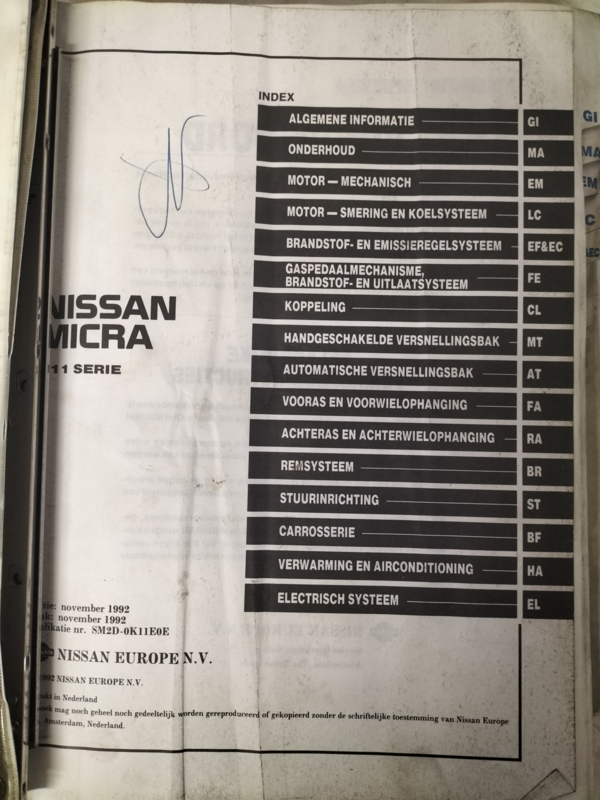 INDEX
ALGEMENE INFORMATIE GI
ONDERHOUD MA
MOTOR — MECHANISCH EM
MOTOR — SMERING EN KOELSYSTEEM LC
BRANDSTOF- EN EMISSIEREGELSYSTEEM EF&EC
GASPEDAALMECHANISME,
BRANDSTOF- EN UITLAATSYSTEEM FE
KOPPELING CL
HANDGESCHAKELDE VERSNELLINGSBAK MT
AUTOMATISCHE VERSNELLINGSBAK AT
VOORAS EN VOORWIELOPHANGING FA
ACHTERAS EN ACHTERWIELOPHANGING RA
REMSYSTEEM BR
STUURINRICHTING ST
CARROSSERIE BF
VERWARMING EN AIRCONDITIONING HA
ELECTRISCH SYSTEEM EL
GI
MA
EM
NISSAN
MICRA
11 SERIE
november 1992
november 1992
nr. SM2D-0K11E0E
NISSAN EUROPE N.V.
NISSAN EUROPE N.V.
in Nederland
mag noch geheel noch gedeeltelijk worden gereproduceerd of gekopieerd zonder de schriftelijke toestemming van Nissan Europe
Amsterdam, Nederland.